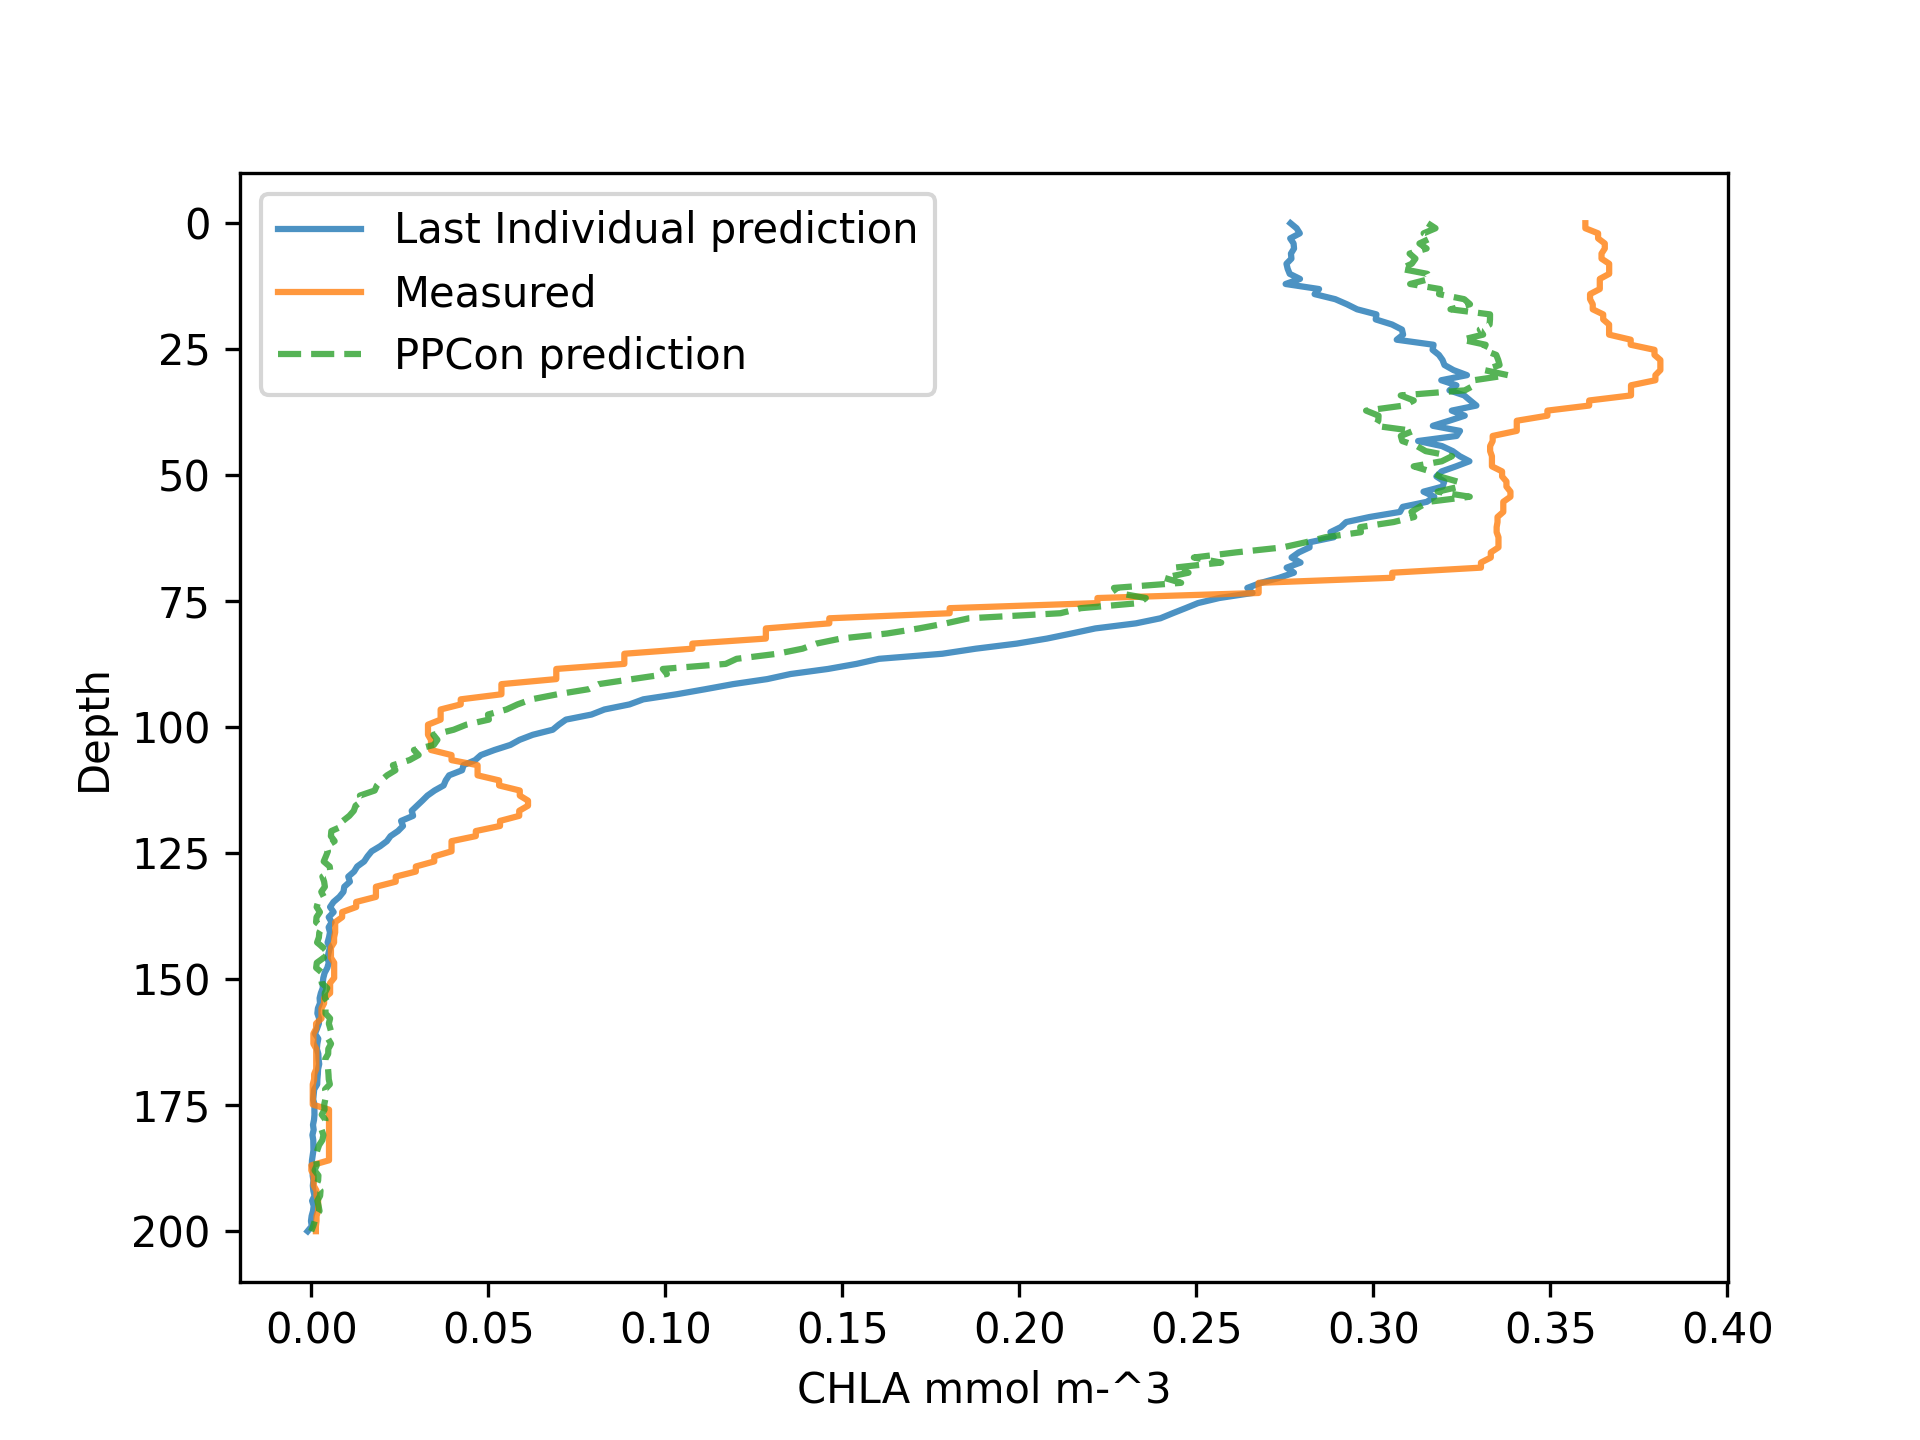 Last Individual prediction
Measured
PPCon prediction
0
25
50
75
100
125
150
175
200
Depth
0.00 0.05 0.10 0.15 0.20 0.25 0.30 0.35 0.40
CHLA mmol m-^3